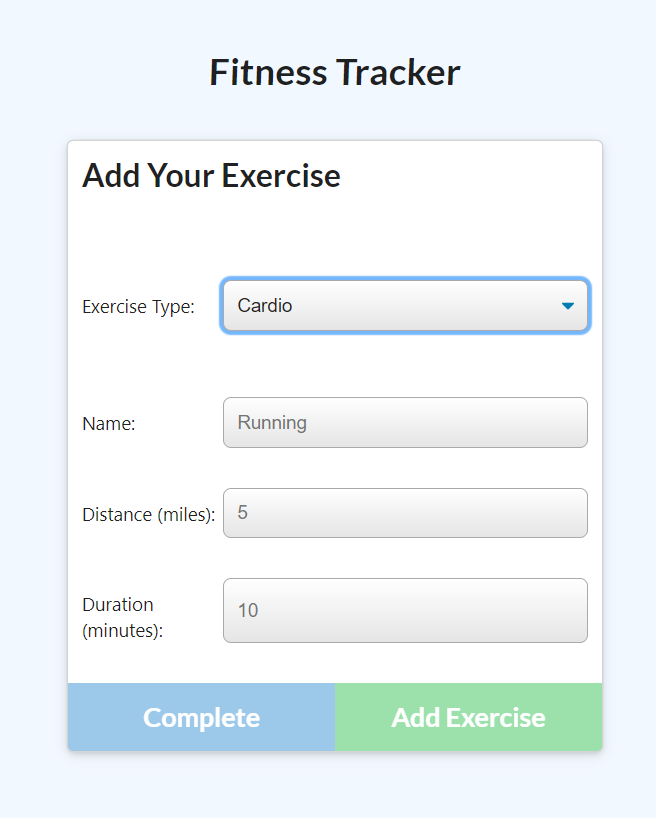 Fitness Tracker
Add Your Exercise
Exercise Type: Cardio
Name: Running
Distance (miles): 5
Duration
(minutes): 10
Complete Add Exercise